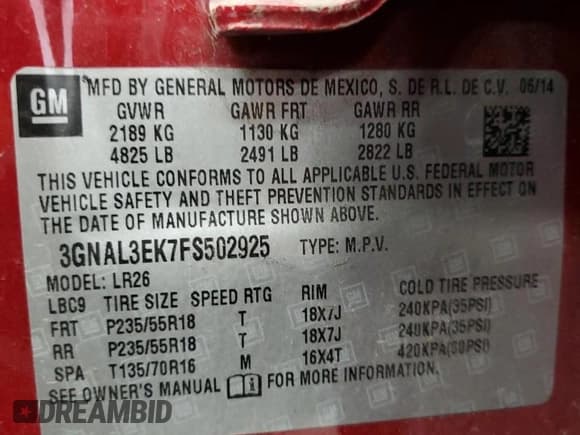 GM
MFD BY GENERAL MOTORS DE MEXICO, S. DE R.L. DE C.V. 06/14
GVWR GAWR FRT GAWR RR
2189 KG 1130 KG 1280 KG
4825 LB 2491 LB 2822 LB
THIS VEHICLE CONFORMS TO ALL APPLICABLE U.S. FEDERAL MOTOR
VEHICLE SAFETY AND THEFT PREVENTION STANDARDS IN EFFECT ON
THE DATE OF MANUFACTURE SHOWN ABOVE.
3GNAL3EK7FS502925 TYPE: M.P.V.
MODEL: LR26
LBC9 TIRE SIZE SPEED RTG RIM COLD TIRE PRESSURE
FRT P235/55R18 T 18X7J 240KPA(35PSI)
RR P235/55R18 T 18X7J 240KPA(35PSI)
SPA T135/70R16 M 16X4T 420KPA(60PSI)
SEE OWNER'S MANUAL FOR MORE INFORMATION.
DREAMBID